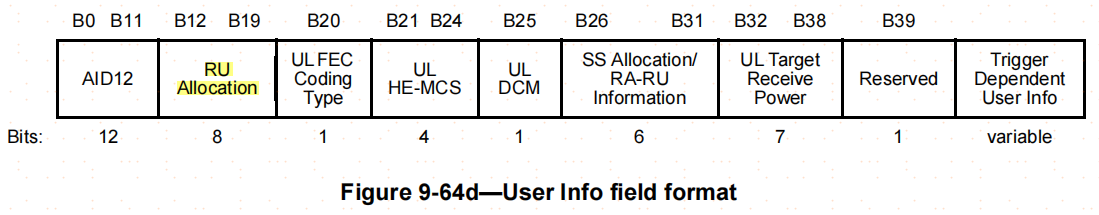 B0 B11 B12 B19 B20 B21 B24 B25 B26 B31 B32 B38 B39
AID12
RU
Allocation
UL FEC
Coding
Type
UL
HE-MCS
UL
DCM
SS Allocation/
RA-RU
Information
UL Target
Receive
Power
Reserved
Trigger
Dependent
User Info
Bits: 12 8 1 4 1 6 7 1 variable
Figure 9-64d—User Info field format